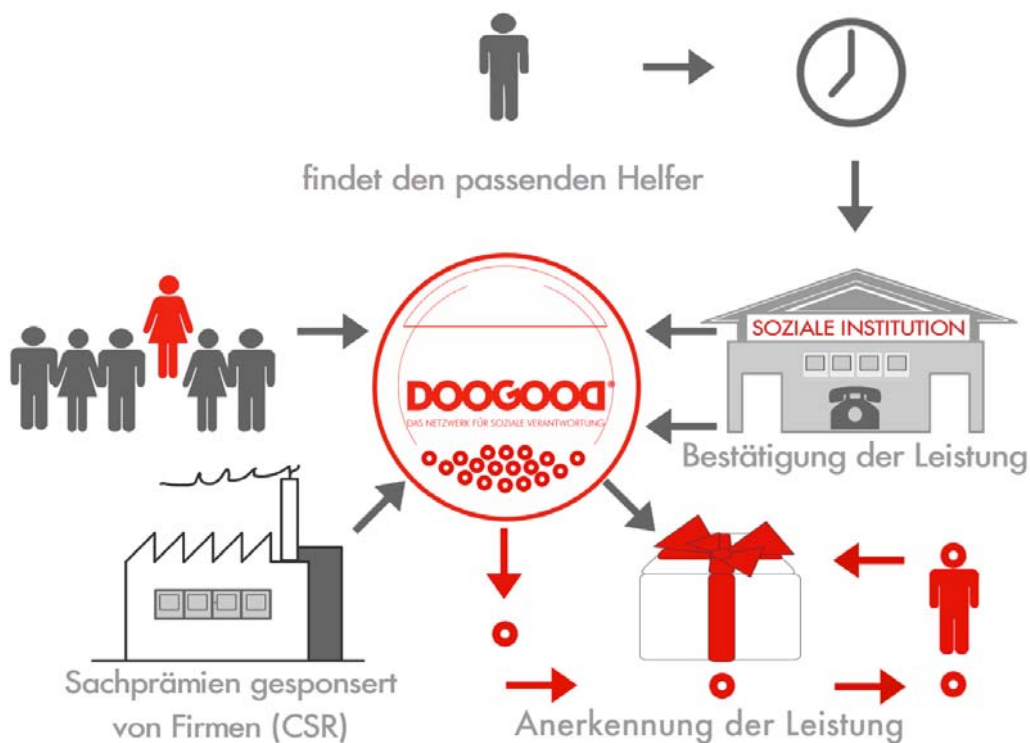 findet den passenden Helfer
SOZIALE INSTITUTION
DOOGOOD®
DAS NETZWERK FÜR SOZIALE VERANTWORTUNG
Bestätigung der Leistung
Sachprämien gesponsert
von Firmen (CSR)
Anerkennung der Leistung